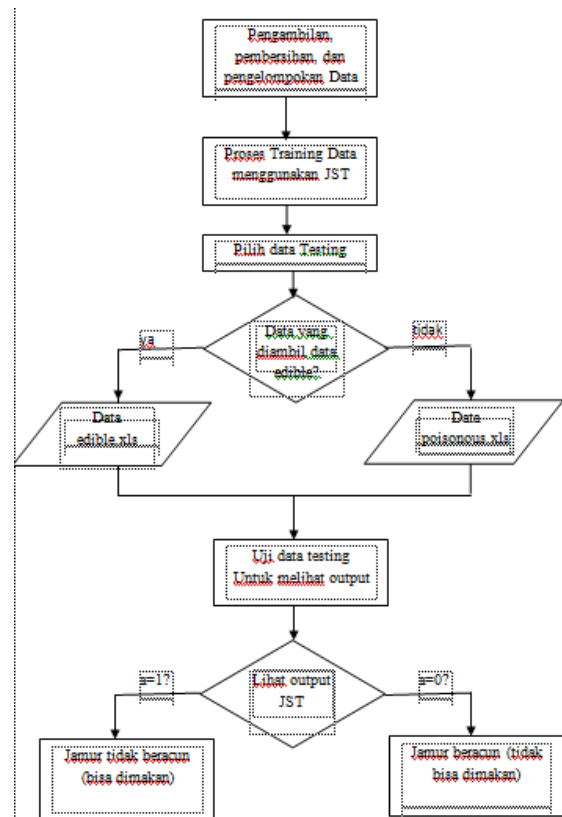 Pengambilan,
pembersihan, dan
pengelompokan Data
Proses Training Data
menggunakan JST
Pilih data Testing
Data yang
diambil data
edible?
ya
tidak
Data
edible.xls
Data
poisonous.xls
Uji data testing
Untuk melihat output
Lihat output
JST
a=1?
a=0?
Jamur tidak beracun
(bisa dimakan)
Jamur beracun (tidak
bisa dimakan)